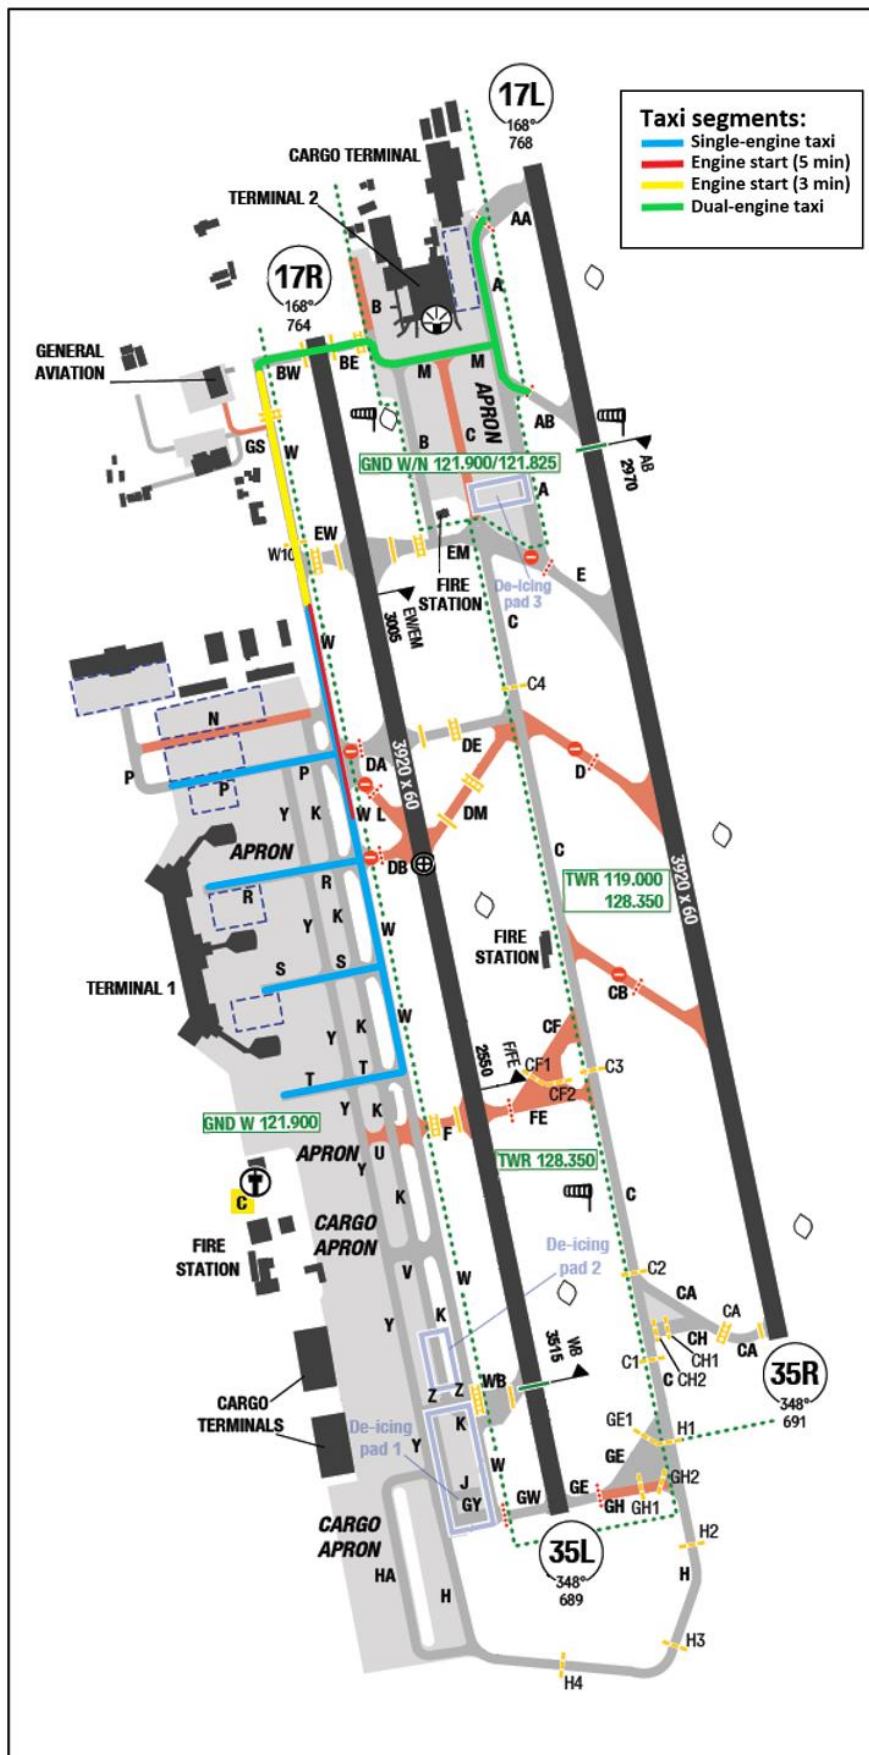 17L
168°
768
Taxi segments:
Single-engine taxi
Engine start (5 min)
Engine start (3 min)
Dual-engine taxi
CARGO TERMINAL
TERMINAL 2
AA
17R
168°
764
A
B
GENERAL
AVIATION
BW
BE
M
M
APRON
AB
B
C
GS
W
GND W/N 121.900/121.825
A
AB
2970
W10
EW
EM
E
FIRE
STATION
De-icing
pad 3
EW/EM
3005
C
W
C4
N
3920 x 60
P
P
P
DA
DE
D
Y
K
W
L
DM
APRON
DB
C
3920 x 60
R
R
TWR 119.000
128.350
Y
K
W
FIRE
STATION
S
S
TERMINAL 1
CB
K
W
Y
CF
2550
F/FE
CF1
C3
T
T
CF2
Y
K
FE
GND W 121.900
F
APRON
U
Y
TWR 128.350
C
K
C
FIRE
STATION
CARGO
APRON
De-icing
pad 2
V
W
C2
K
Y
CA
CA
CH
3515
WB
CH1
CA
C1
CH2
C
35R
348°
691
WB
Z
Z
CARGO
TERMINALS
K
De-icing
pad 1
Y
GE1
H1
W
GE
J
GE
GH2
GY
GW
GH
GH1
CARGO
APRON
35L
348°
689
H2
HA
H
H
H3
H4